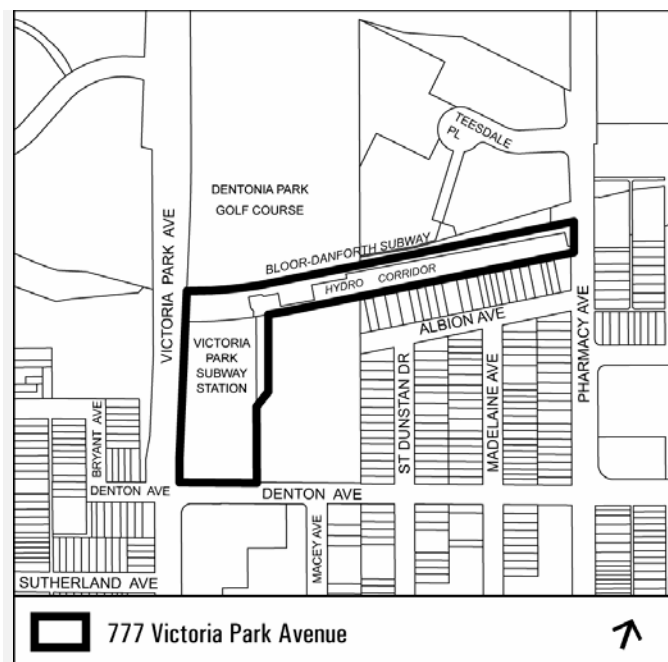 TEESDALE
PL
DENTONIA PARK
GOLF COURSE
VICTORIA PARK AVE
BLOOR-DANFORTH SUBWAY
HYDRO CORRIDOR
ALBION AVE
VICTORIA
PARK
SUBWAY
STATION
PHARMACY AVE
ST DUNSTAN DR
MADELAINE AVE
BRYANT AVE
DENTON AVE
DENTON AVE
MACEY AVE
SUTHERLAND AVE
777 Victoria Park Avenue